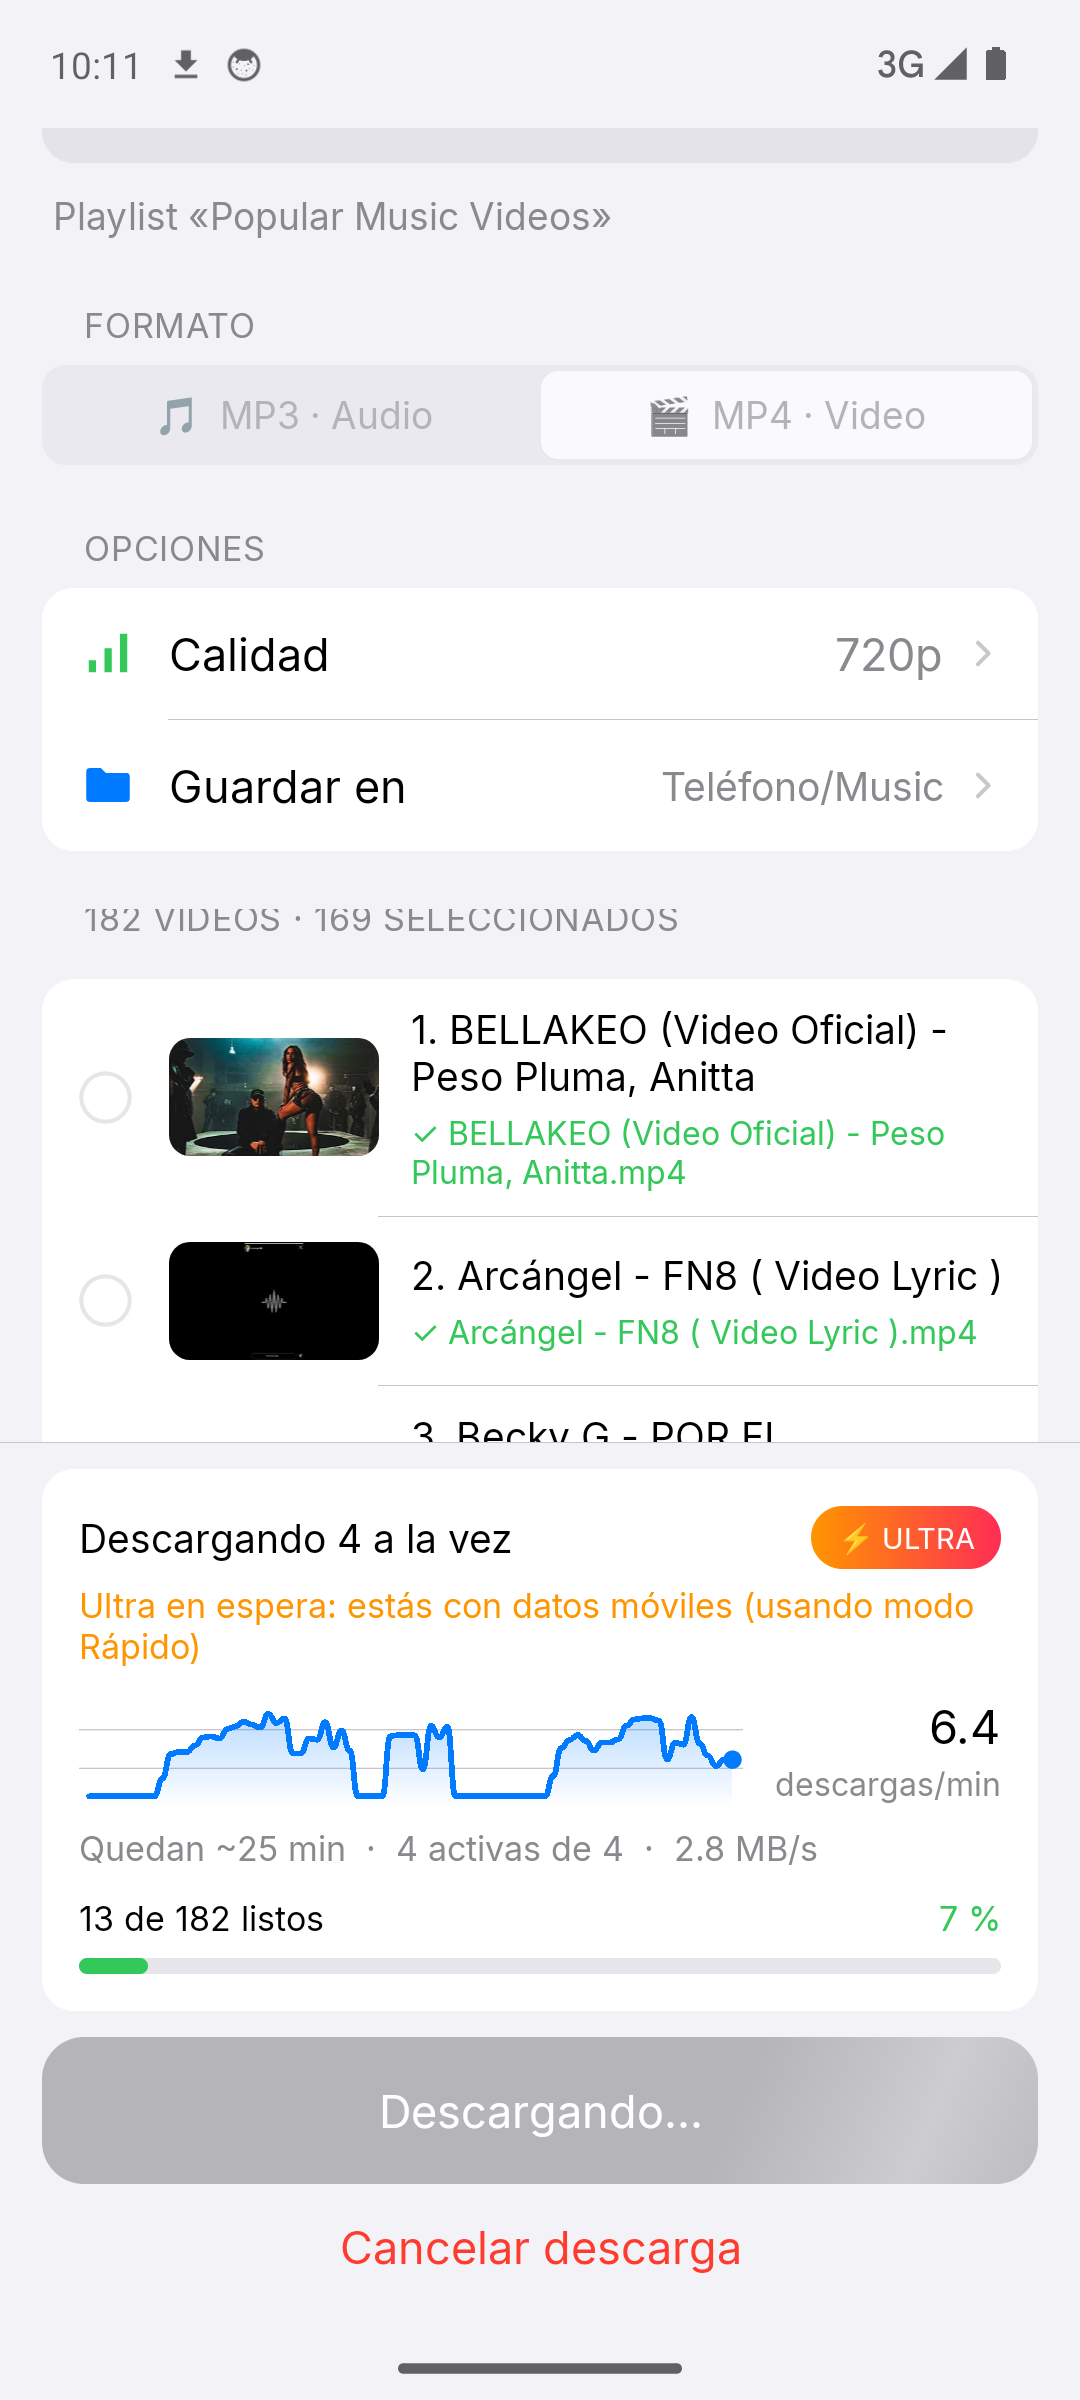 10:11
3G
Playlist «Popular Music Videos»
FORMATO
MP3 · Audio
MP4 · Video
OPCIONES
Calidad
720p
Guardar en
Teléfono/Music
182 VIDEOS · 169 SELECCIONADOS
1. BELLAKEO (Video Oficial) -
Peso Pluma, Anitta
✓ BELLAKEO (Video Oficial) - Peso
Pluma, Anitta.mp4
2. Arcángel - FN8 ( Video Lyric )
✓ Arcángel - FN8 ( Video Lyric ).mp4
3. Becky G - POR EL
Descargando 4 a la vez
⚡ ULTRA
Ultra en espera: estás con datos móviles (usando modo
Rápido)
6.4
descargas/min
Quedan ~25 min · 4 activas de 4 · 2.8 MB/s
13 de 182 listos
7 %
Descargando...
Cancelar descarga